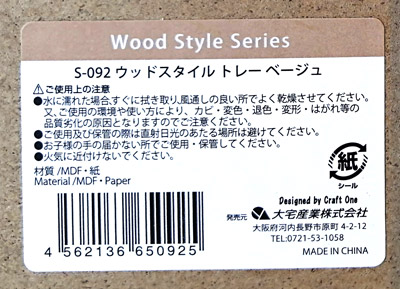 Wood Style Series
S-092 ウッドスタイル トレー ベージュ
⚠ご使用上の注意
●水に濡れた場合、すぐに拭き取り、風通しの良い所でよく乾燥させてください。
又、ご使用の環境や使い方により、カビ・変色・退色・変形・はがれ等の
品質劣化の原因となりますのでご注意ください。
●ご使用及び保管の際は直射日光のあたる場所は避けてください。
●お子様の手の届かない所でご使用・保管してください。
●火気に近付けないでください。
材質 /MDF・紙
Material /MDF・Paper
紙
シール
Designed by Craft One
発売元 大宅産業株式会社
大阪府河内長野市原町 4-2-12
TEL:0721-53-1058
MADE IN CHINA
4 562136 650925